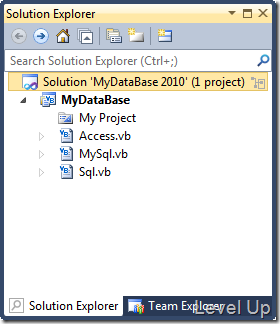 Solution Explorer
Search Solution Explorer (Ctrl+;)
Solution 'MyDataBase 2010' (1 project)
MyDataBase
My Project
Access.vb
MySql.vb
Sql.vb
Solution Explorer
Team Explorer
Level Up